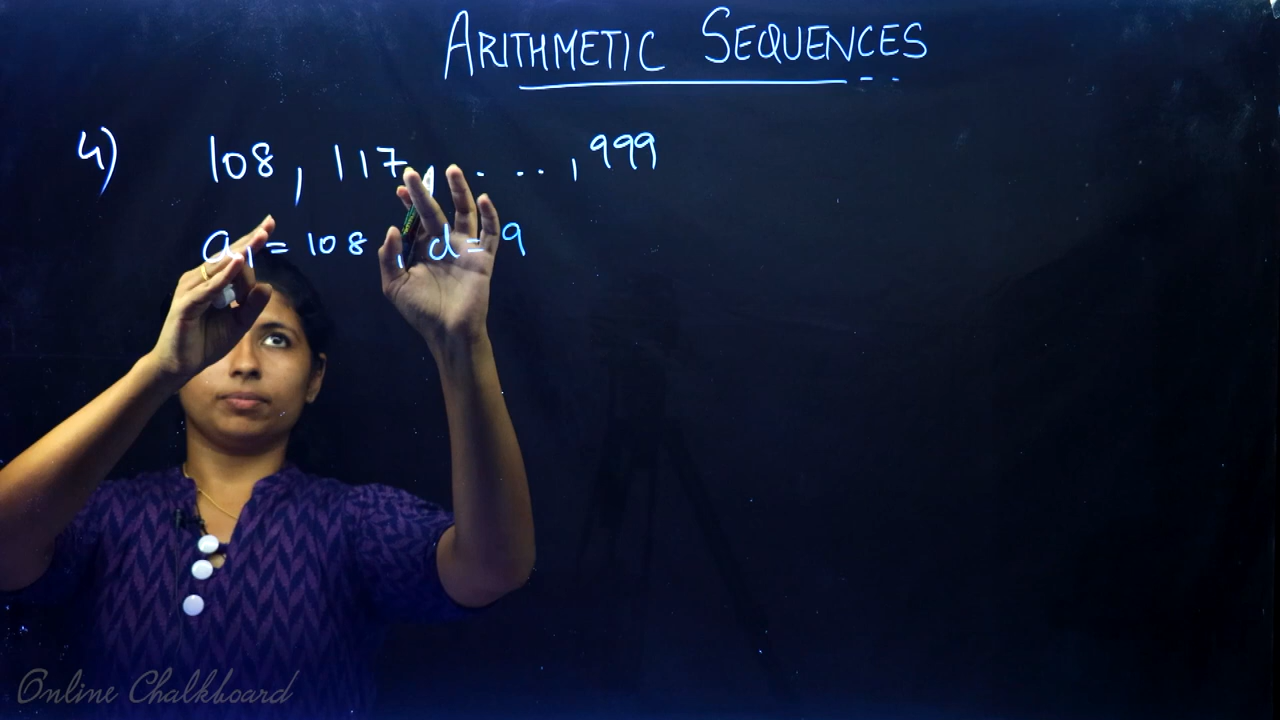 ARITHMETIC SEQUENCES
4) 108, 117, ...., 999
a₁ = 108, d = 9
Online Chalkboard